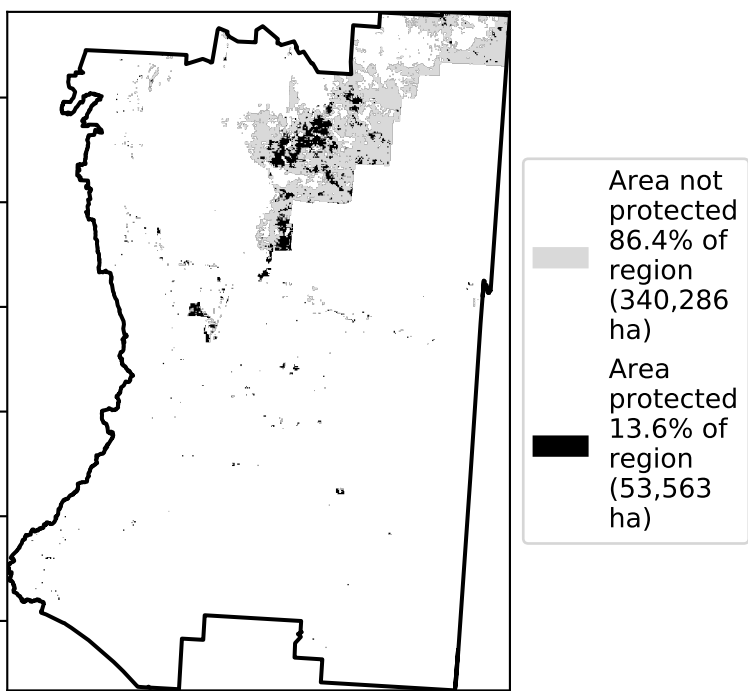 Area not
protected
86.4% of
region
(340,286
ha)
Area
protected
13.6% of
region
(53,563
ha)